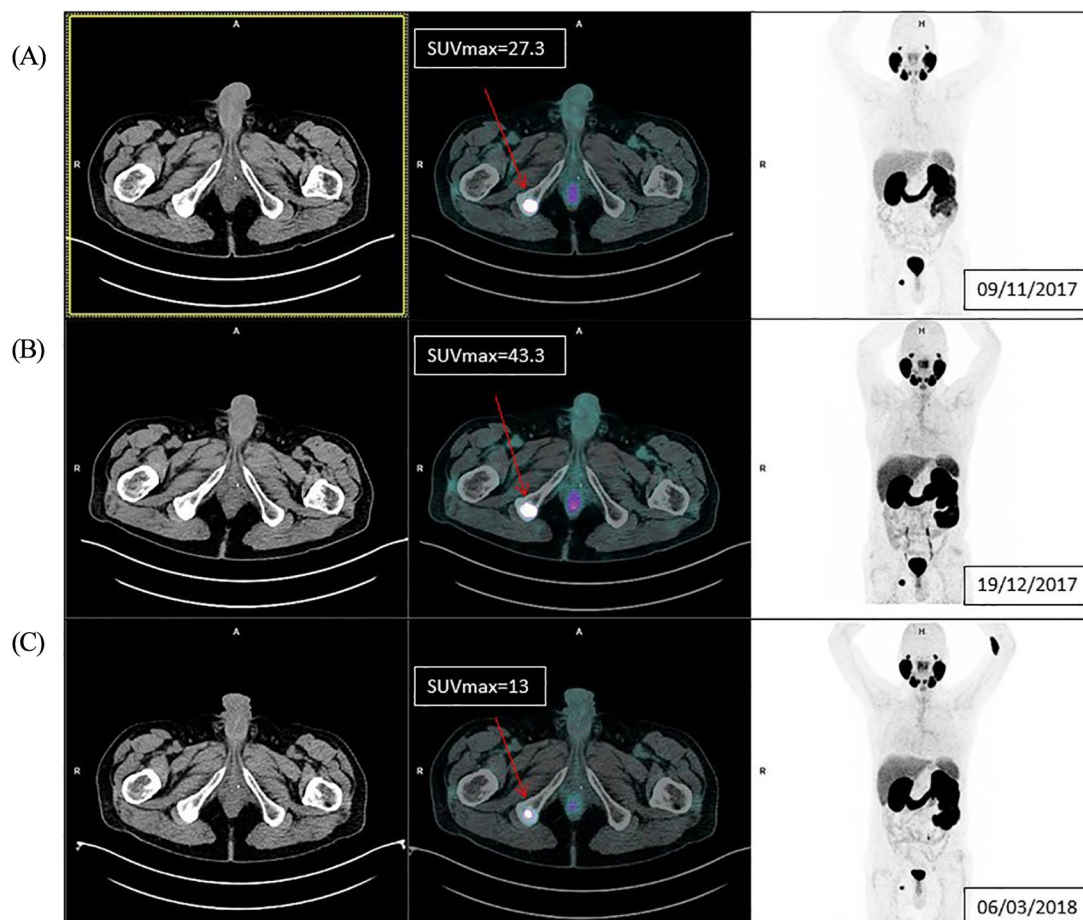 (A)
A
R
SUVmax=27.3
A
R
H
R
09/11/2017
(B)
A
R
SUVmax=43.3
A
R
H
R
19/12/2017
(C)
A
R
SUVmax=13
A
R
H
R
06/03/2018